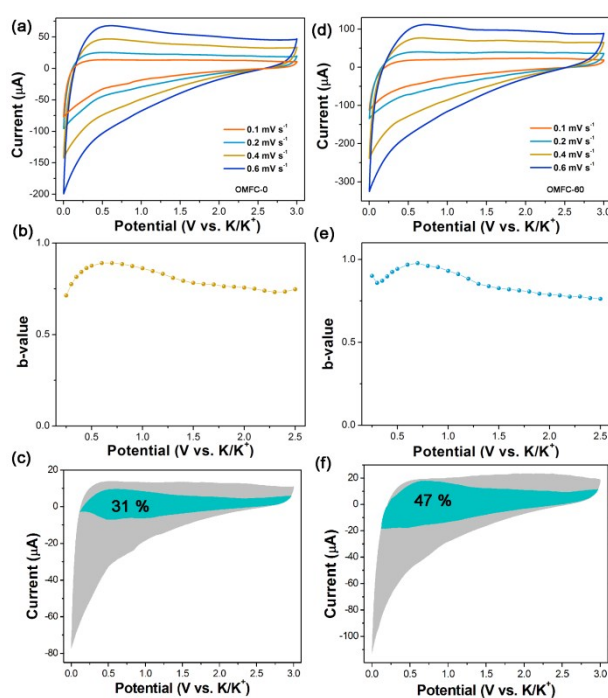 (a)
50
0
-50
-100
-150
-200
Current (μA)
0.1 mV s⁻¹
0.2 mV s⁻¹
0.4 mV s⁻¹
0.6 mV s⁻¹
OMFC-0
0.0 0.5 1.0 1.5 2.0 2.5 3.0
Potential (V vs. K/K⁺)
(d)
100
0
-100
-200
-300
Current (μA)
0.1 mV s⁻¹
0.2 mV s⁻¹
0.4 mV s⁻¹
0.6 mV s⁻¹
OMFC-60
0.0 0.5 1.0 1.5 2.0 2.5 3.0
Potential (V vs. K/K⁺)
(b)
1.0
0.5
0.0
b-value
0.0 0.5 1.0 1.5 2.0 2.5
Potential (V vs. K/K⁺)
(e)
1.0
0.5
0.0
b-value
0.0 0.5 1.0 1.5 2.0 2.5
Potential (V vs. K/K⁺)
(c)
20
0
-20
-40
-60
-80
Current (μA)
31 %
0.0 0.5 1.0 1.5 2.0 2.5 3.0
Potential (V vs. K/K⁺)
(f)
20
0
-20
-40
-60
-80
-100
Current (μA)
47 %
0.0 0.5 1.0 1.5 2.0 2.5 3.0
Potential (V vs. K/K⁺)